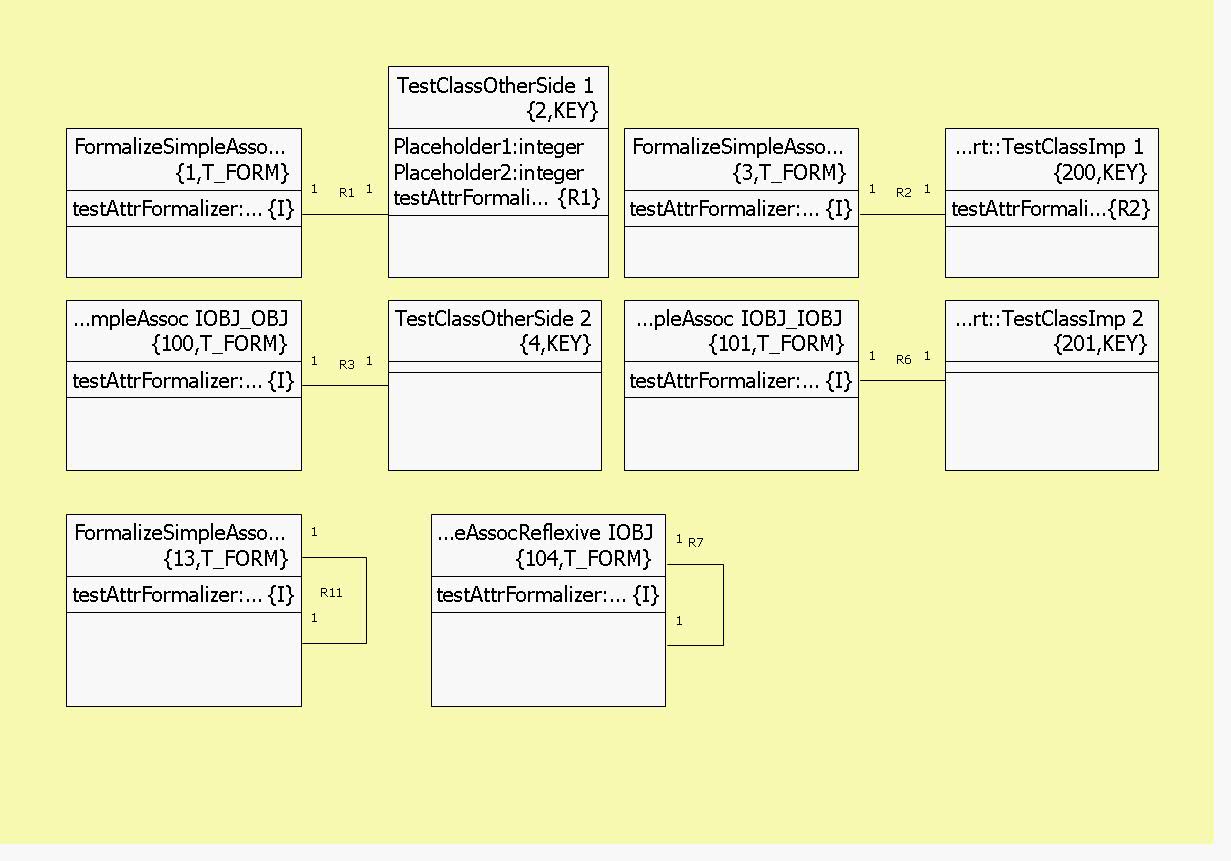 TestClassOtherSide 1
{2,KEY}
Placeholder1:integer
Placeholder2:integer
testAttrFormali... {R1}
FormalizeSimpleAsso...
{1,T_FORM}
testAttrFormalizer:... {I}
1 R1 1
FormalizeSimpleAsso...
{3,T_FORM}
testAttrFormalizer:... {I}
1 R2 1
...rt::TestClassImp 1
{200,KEY}
testAttrFormali...{R2}
...mpleAssoc IOBJ_OBJ
{100,T_FORM}
testAttrFormalizer:... {I}
1 R3 1
TestClassOtherSide 2
{4,KEY}
...pleAssoc IOBJ_IOBJ
{101,T_FORM}
testAttrFormalizer:... {I}
1 R6 1
...rt::TestClassImp 2
{201,KEY}
FormalizeSimpleAsso...
{13,T_FORM}
testAttrFormalizer:... {I}
1
R11
1
...eAssocReflexive IOBJ
{104,T_FORM}
testAttrFormalizer:... {I}
1 R7
1